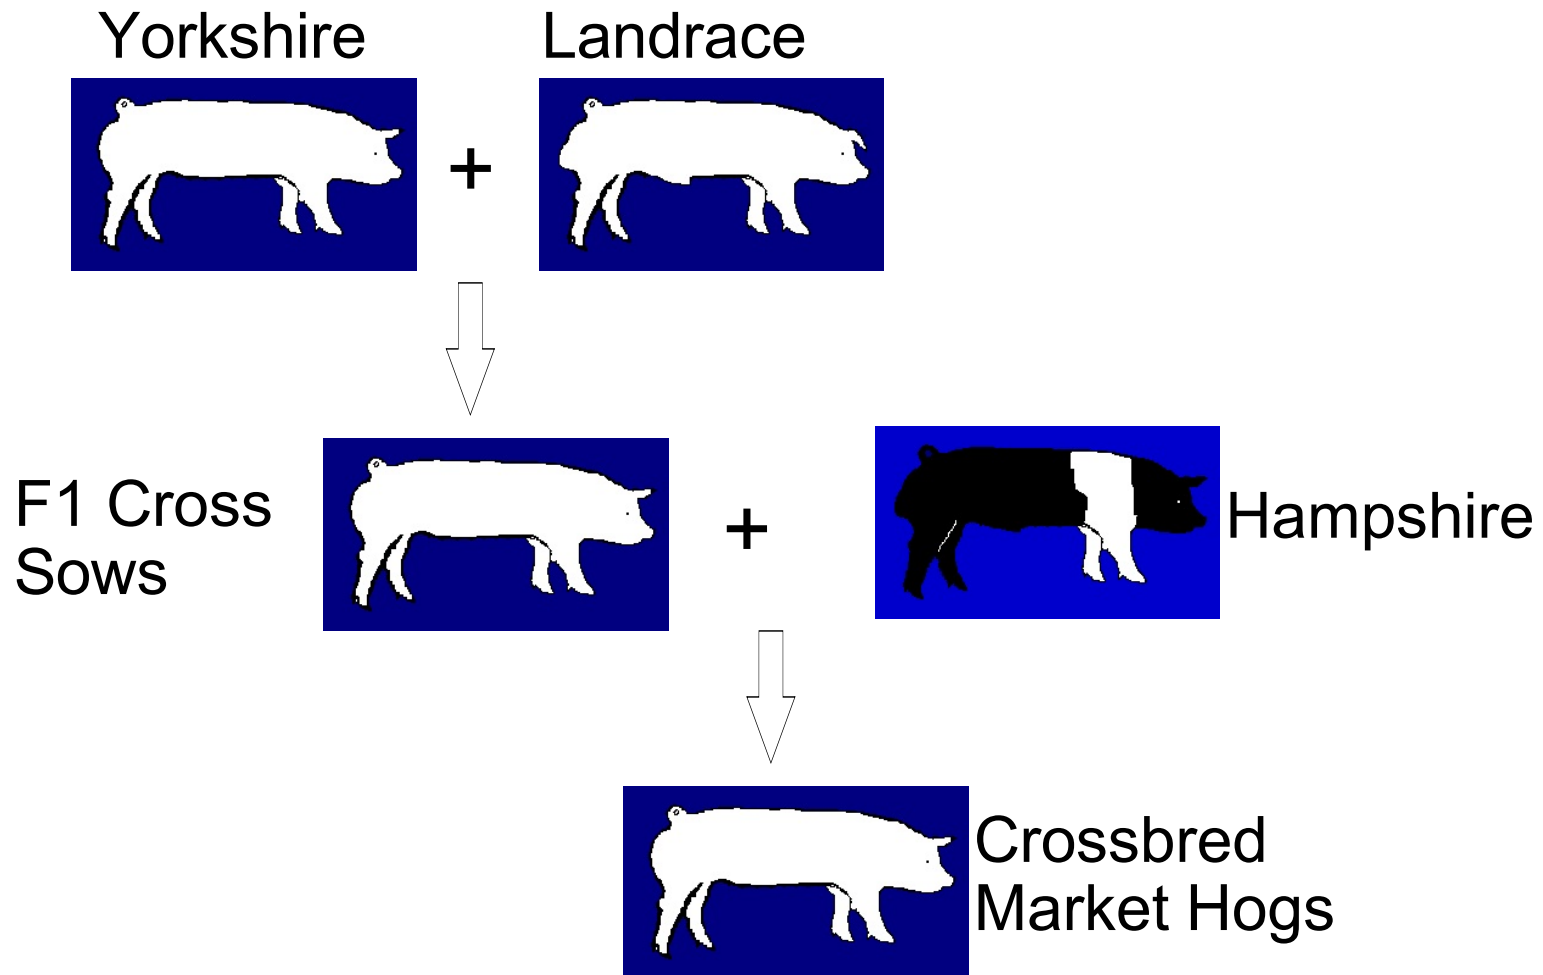 Yorkshire
Landrace
+
F1 Cross
Sows
+
Hampshire
Crossbred
Market Hogs